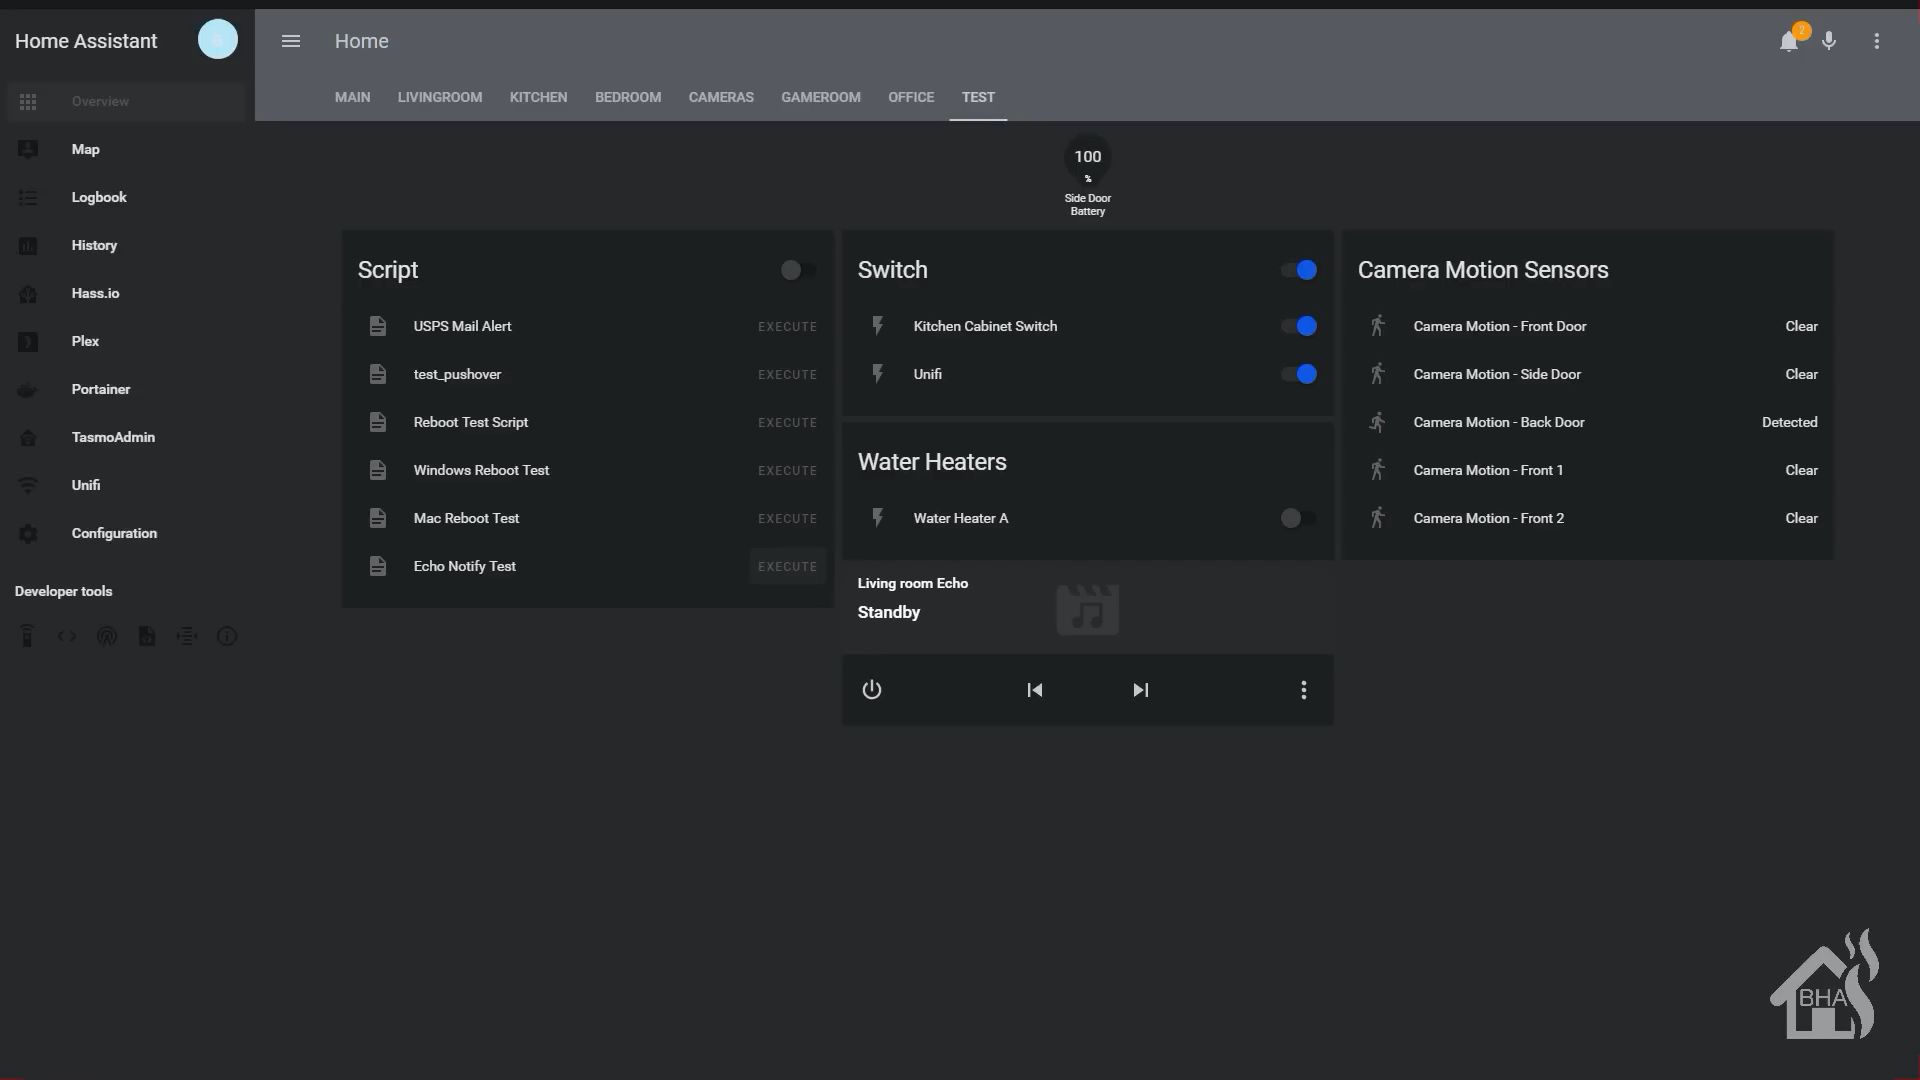 Home Assistant
Home
2
MAIN
LIVINGROOM
KITCHEN
BEDROOM
CAMERAS
GAMEROOM
OFFICE
TEST
Overview
Map
Logbook
History
Hass.io
Plex
Portainer
TasmoAdmin
Unifi
Configuration
Developer tools
100
%
Side Door
Battery
Script
USPS Mail Alert EXECUTE
test_pushover EXECUTE
Reboot Test Script EXECUTE
Windows Reboot Test EXECUTE
Mac Reboot Test EXECUTE
Echo Notify Test EXECUTE
Switch
Kitchen Cabinet Switch
Unifi
Water Heaters
Water Heater A
Living room Echo
Standby
Camera Motion Sensors
Camera Motion - Front Door Clear
Camera Motion - Side Door Clear
Camera Motion - Back Door Detected
Camera Motion - Front 1 Clear
Camera Motion - Front 2 Clear
BHA